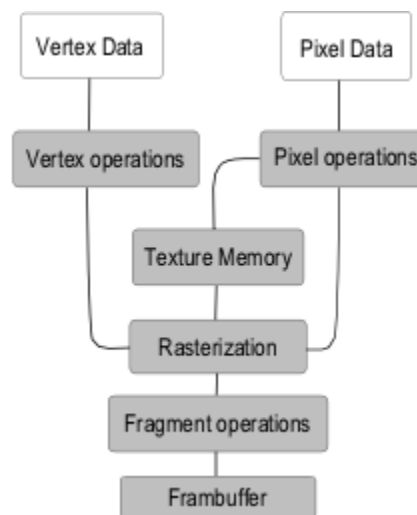 Vertex Data
Pixel Data
Vertex operations
Pixel operations
Texture Memory
Rasterization
Fragment operations
Frambuffer